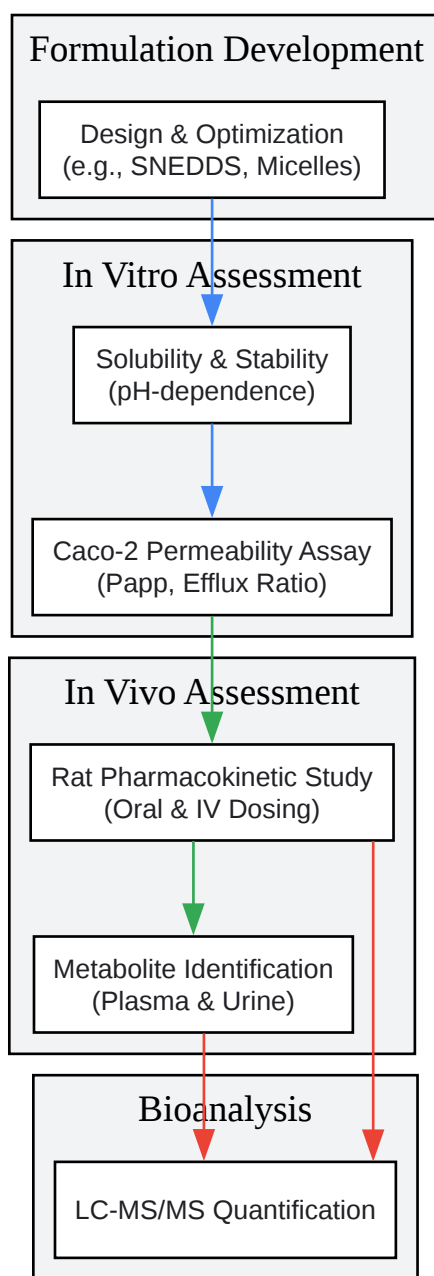 Formulation Development
Design & Optimization
(e.g., SNEDDS, Micelles)
In Vitro Assessment
Solubility & Stability
(pH-dependence)
Caco-2 Permeability Assay
(Papp, Efflux Ratio)
In Vivo Assessment
Rat Pharmacokinetic Study
(Oral & IV Dosing)
Metabolite Identification
(Plasma & Urine)
Bioanalysis
LC-MS/MS Quantification